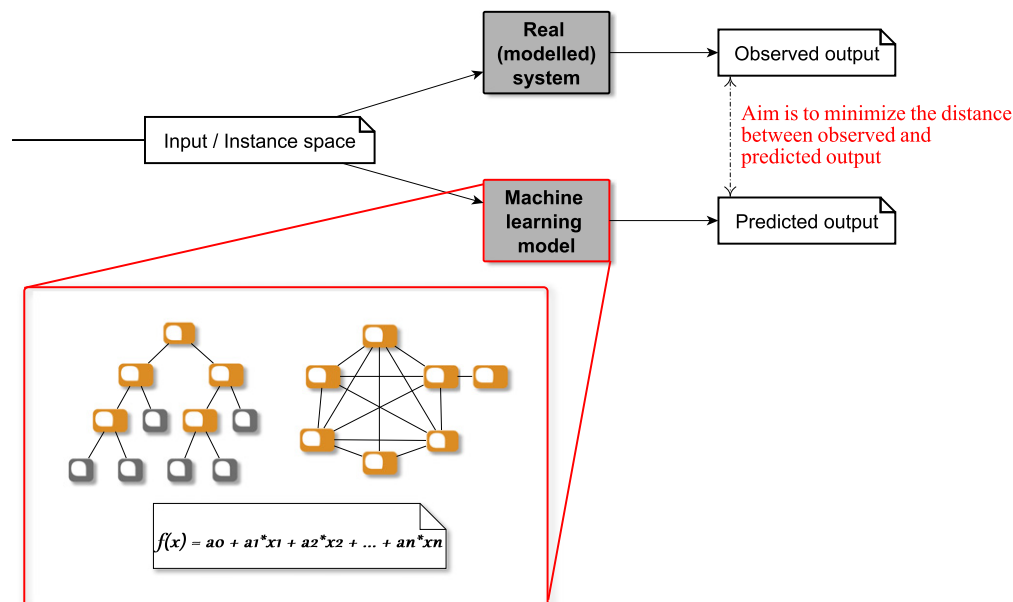 Real
(modelled)
system
Observed output
Aim is to minimize the distance
between observed and
predicted output
Input / Instance space
Machine
learning
model
Predicted output
f(x) = a0 + a1*x1 + a2*x2 + ... + an*xn